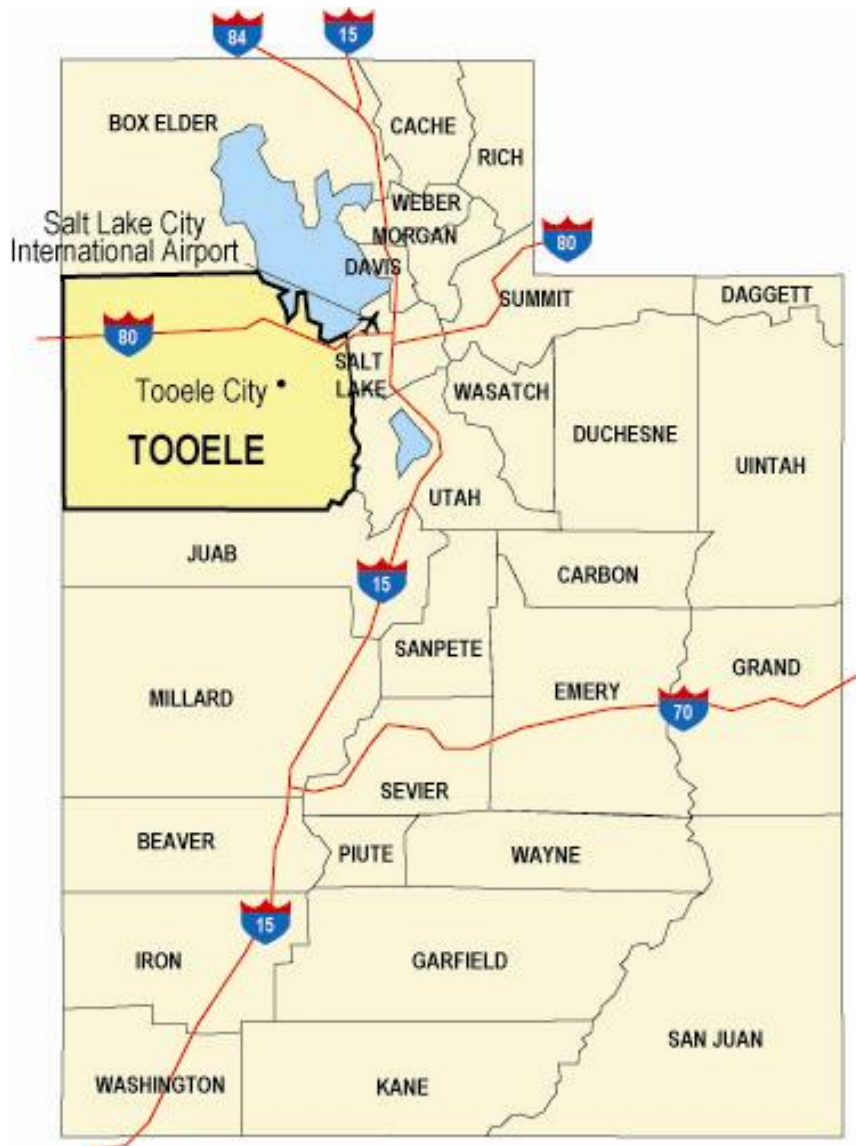 84
15
BOX ELDER
CACHE
RICH
WEBER
Salt Lake City
International Airport
MORGAN
80
DAVIS
SUMMIT
DAGGETT
80
SALT
LAKE
Tooele City
WASATCH
TOOELE
DUCHESNE
UINTAH
UTAH
JUAB
15
CARBON
SANPETE
GRAND
MILLARD
EMERY
70
SEVIER
BEAVER
PIUTE
WAYNE
15
IRON
GARFIELD
SAN JUAN
WASHINGTON
KANE